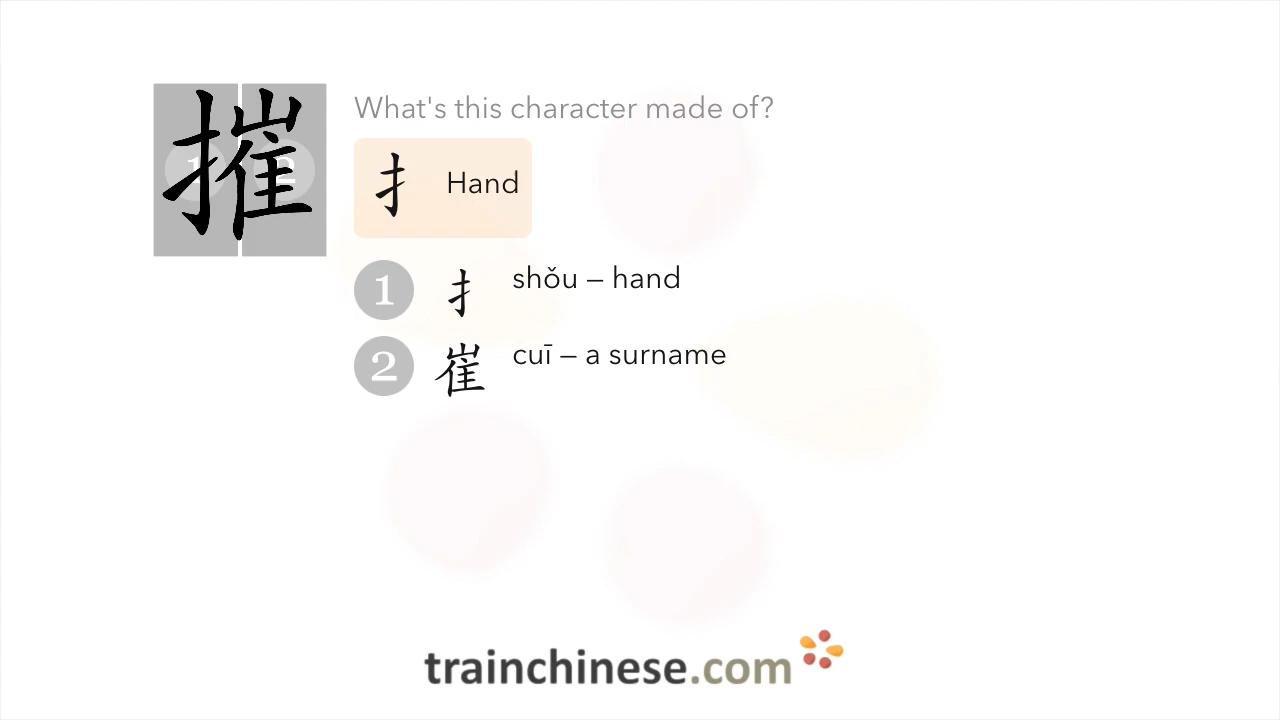 摧
What's this character made of?
扌 Hand
1 扌 shǒu – hand
2 崔 cuī – a surname
trainchinese.com